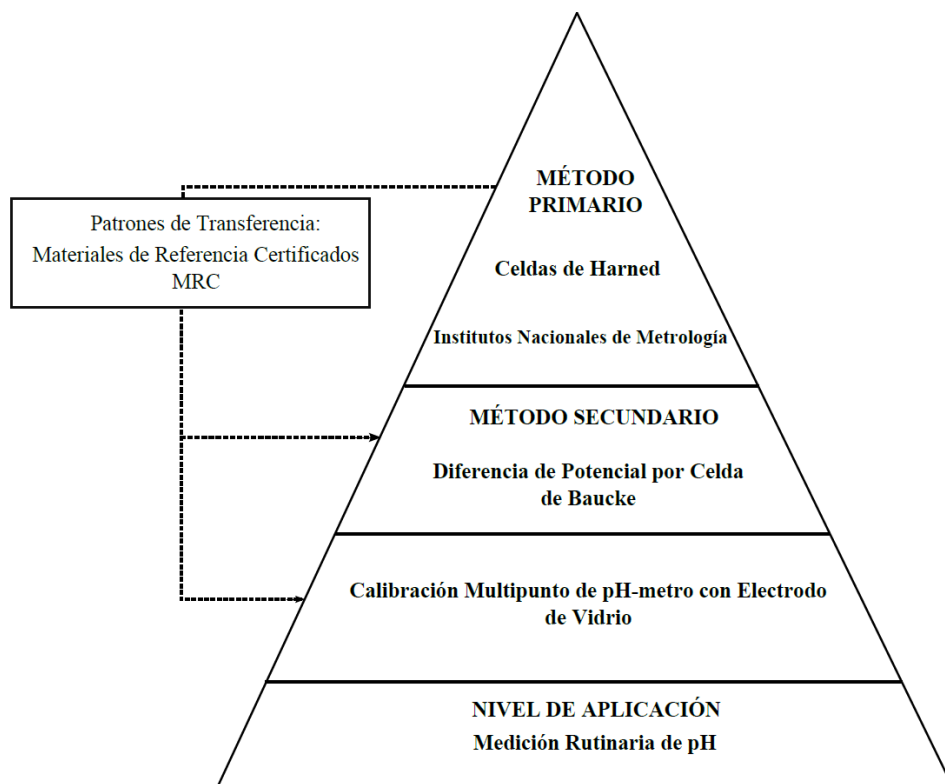 MÉTODO
PRIMARIO
Patrones de Transferencia:
Materiales de Referencia Certificados
MRC
Celdas de Harned
Institutos Nacionales de Metrología
MÉTODO SECUNDARIO
Diferencia de Potencial por Celda
de Baucke
Calibración Multipunto de pH-metro con Electrodo
de Vidrio
NIVEL DE APLICACIÓN
Medición Rutinaria de pH